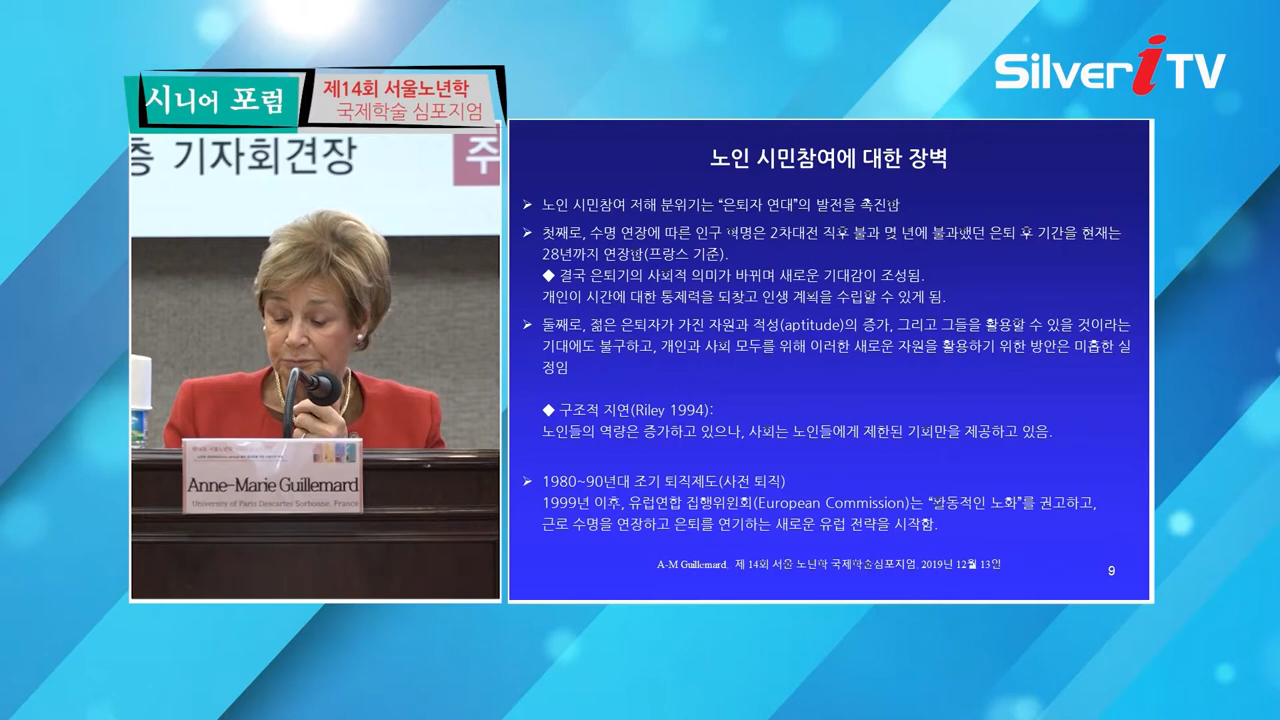 Silver i TV
시니어 포럼
제14회 서울노년학
국제학술 심포지엄
층 기자회견장
주
Anne-Marie Guillemard
University of Paris Descartes Sorbonne, France
노인 시민참여에 대한 장벽
➢ 노인 시민참여 저해 분위기는 “은퇴자 연대”의 발전을 촉진함
➢ 첫째로, 수명 연장에 따른 인구 혁명은 2차대전 직후 불과 몇 년에 불과했던 은퇴 후 기간을 현재는
28년까지 연장함(프랑스 기준).
◆ 결국 은퇴기의 사회적 의미가 바뀌며 새로운 기대감이 조성됨.
개인이 시간에 대한 통제력을 되찾고 인생 계획을 수립할 수 있게 됨.
➢ 둘째로, 젊은 은퇴자가 가진 자원과 적성(aptitude)의 증가, 그리고 그들을 활용할 수 있을 것이라는
기대에도 불구하고, 개인과 사회 모두를 위해 이러한 새로운 자원을 활용하기 위한 방안은 미흡한 실
정임
◆ 구조적 지연(Riley 1994):
노인들의 역량은 증가하고 있으나, 사회는 노인들에게 제한된 기회만을 제공하고 있음.
➢ 1980~90년대 조기 퇴직제도(사전 퇴직)
1999년 이후, 유럽연합 집행위원회(European Commission)는 “활동적인 노화”를 권고하고,
근로 수명을 연장하고 은퇴를 연기하는 새로운 유럽 전략을 시작함.
A-M Guillemard, 제 14회 서울 노년학 국제학술심포지엄, 2019년 12월 13일
9